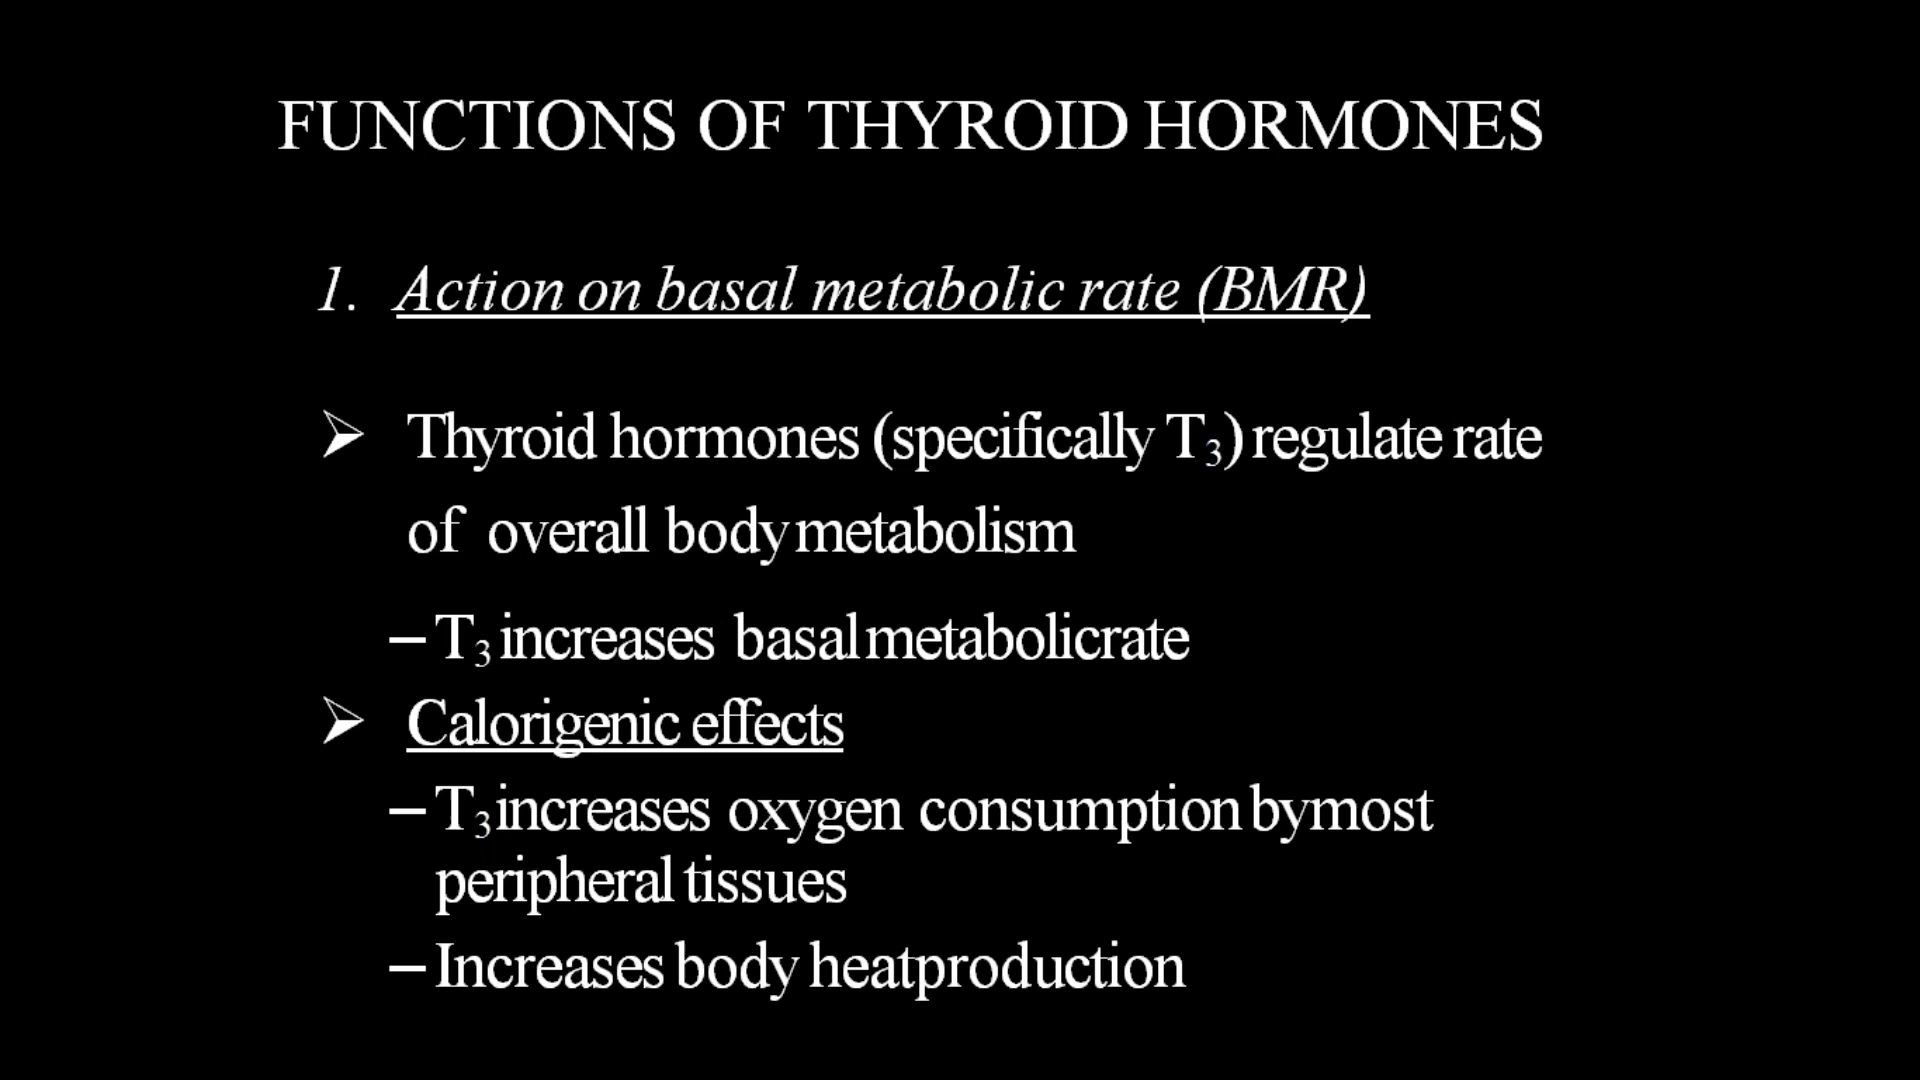 FUNCTIONS OF THYROID HORMONES
1. Action on basal metabolic rate (BMR)
➢ Thyroid hormones (specifically T₃) regulate rate
of overall body metabolism
– T₃ increases basal metabolicrate
➢ Calorigenic effects
– T₃ increases oxygen consumption bymost
peripheral tissues
– Increases body heatproduction